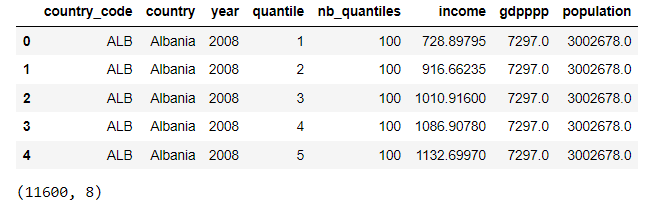 country_code country year quantile nb_quantiles income gdpppp population
0 ALB Albania 2008 1 100 728.89795 7297.0 3002678.0
1 ALB Albania 2008 2 100 916.66235 7297.0 3002678.0
2 ALB Albania 2008 3 100 1010.91600 7297.0 3002678.0
3 ALB Albania 2008 4 100 1086.90780 7297.0 3002678.0
4 ALB Albania 2008 5 100 1132.69970 7297.0 3002678.0
(11600, 8)